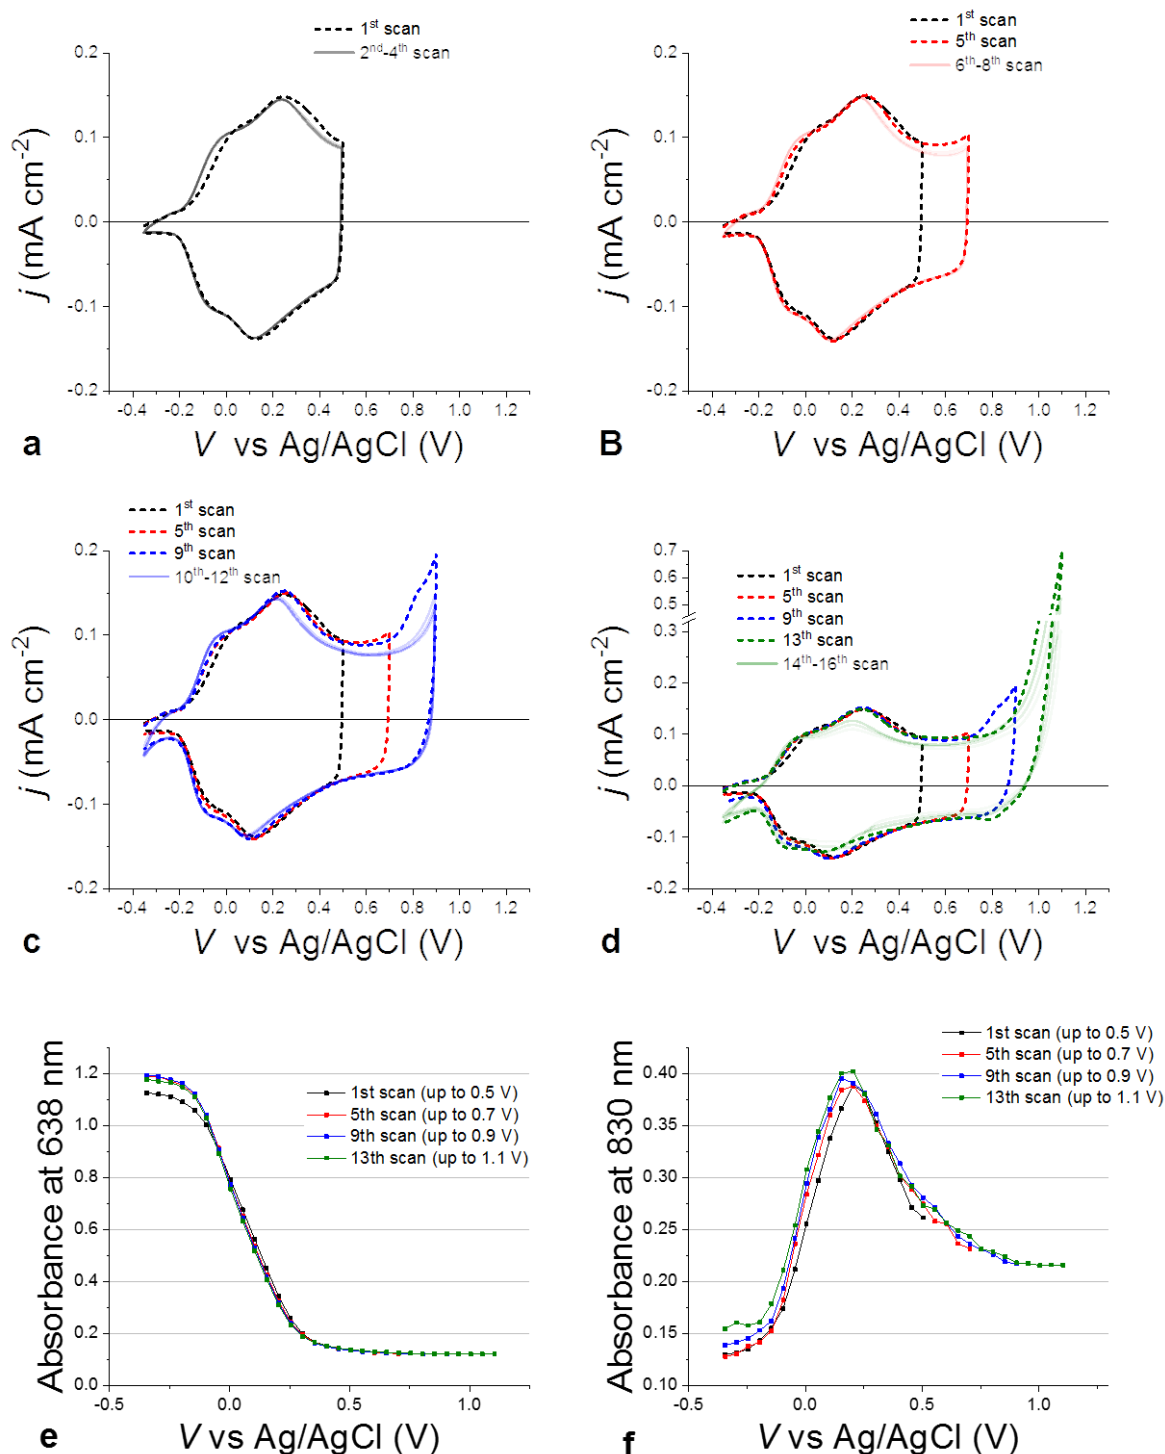 1st scan
2nd-4th scan
0.2
0.1
0.0
-0.1
-0.2
j (mA cm-2)
-0.4 -0.2 0.0 0.2 0.4 0.6 0.8 1.0 1.2
V vs Ag/AgCl (V)
a
1st scan
5th scan
6th-8th scan
0.2
0.1
0.0
-0.1
-0.2
j (mA cm-2)
-0.4 -0.2 0.0 0.2 0.4 0.6 0.8 1.0 1.2
V vs Ag/AgCl (V)
B
1st scan
5th scan
9th scan
10th-12th scan
0.2
0.1
0.0
-0.1
-0.2
j (mA cm-2)
-0.4 -0.2 0.0 0.2 0.4 0.6 0.8 1.0 1.2
V vs Ag/AgCl (V)
c
1st scan
5th scan
9th scan
13th scan
14th-16th scan
0.7
0.6
0.5
0.3
0.2
0.1
0.0
-0.1
-0.2
j (mA cm-2)
-0.4 -0.2 0.0 0.2 0.4 0.6 0.8 1.0 1.2
V vs Ag/AgCl (V)
d
1st scan (up to 0.5 V)
5th scan (up to 0.7 V)
9th scan (up to 0.9 V)
13th scan (up to 1.1 V)
1.2
1.0
0.8
0.6
0.4
0.2
0.0
Absorbance at 638 nm
-0.5 0.0 0.5 1.0
V vs Ag/AgCl (V)
e
1st scan (up to 0.5 V)
5th scan (up to 0.7 V)
9th scan (up to 0.9 V)
13th scan (up to 1.1 V)
0.40
0.35
0.30
0.25
0.20
0.15
0.10
Absorbance at 830 nm
-0.5 0.0 0.5 1.0
V vs Ag/AgCl (V)
f